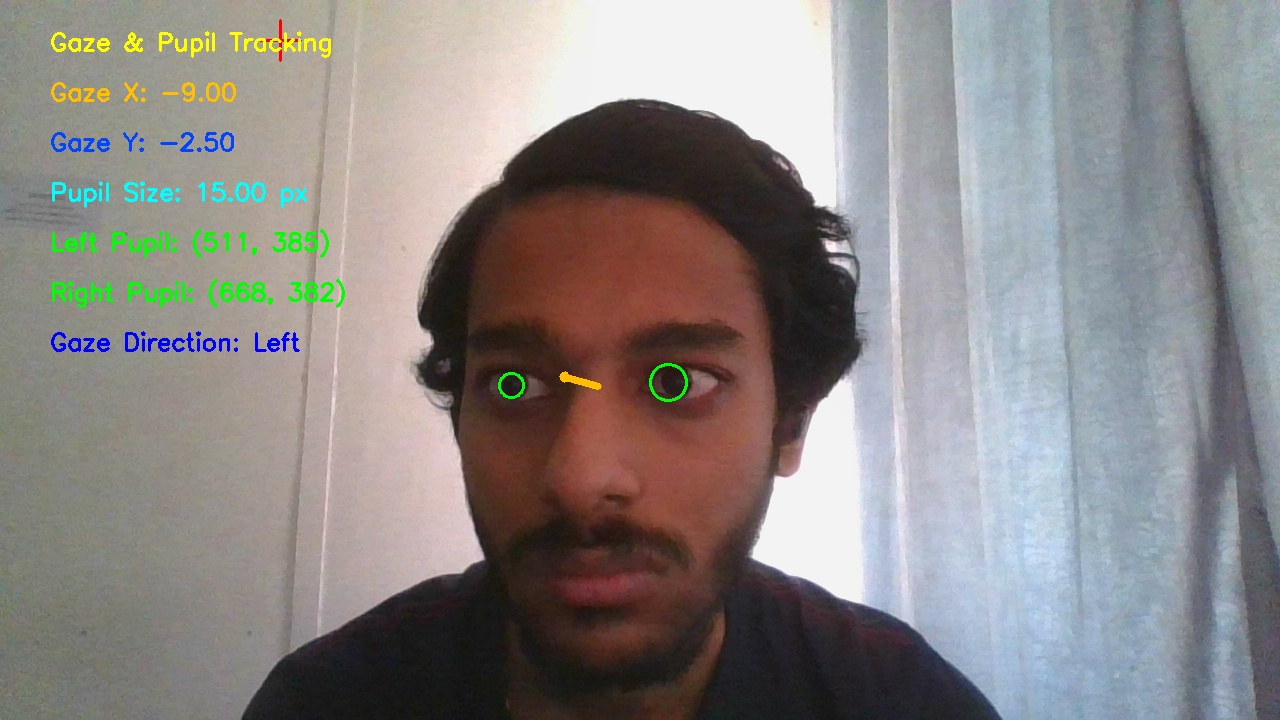 Gaze & Pupil Tracking
Gaze X: -9.00
Gaze Y: -2.50
Pupil Size: 15.00 px
Left Pupil: (511, 385)
Right Pupil: (668, 382)
Gaze Direction: Left